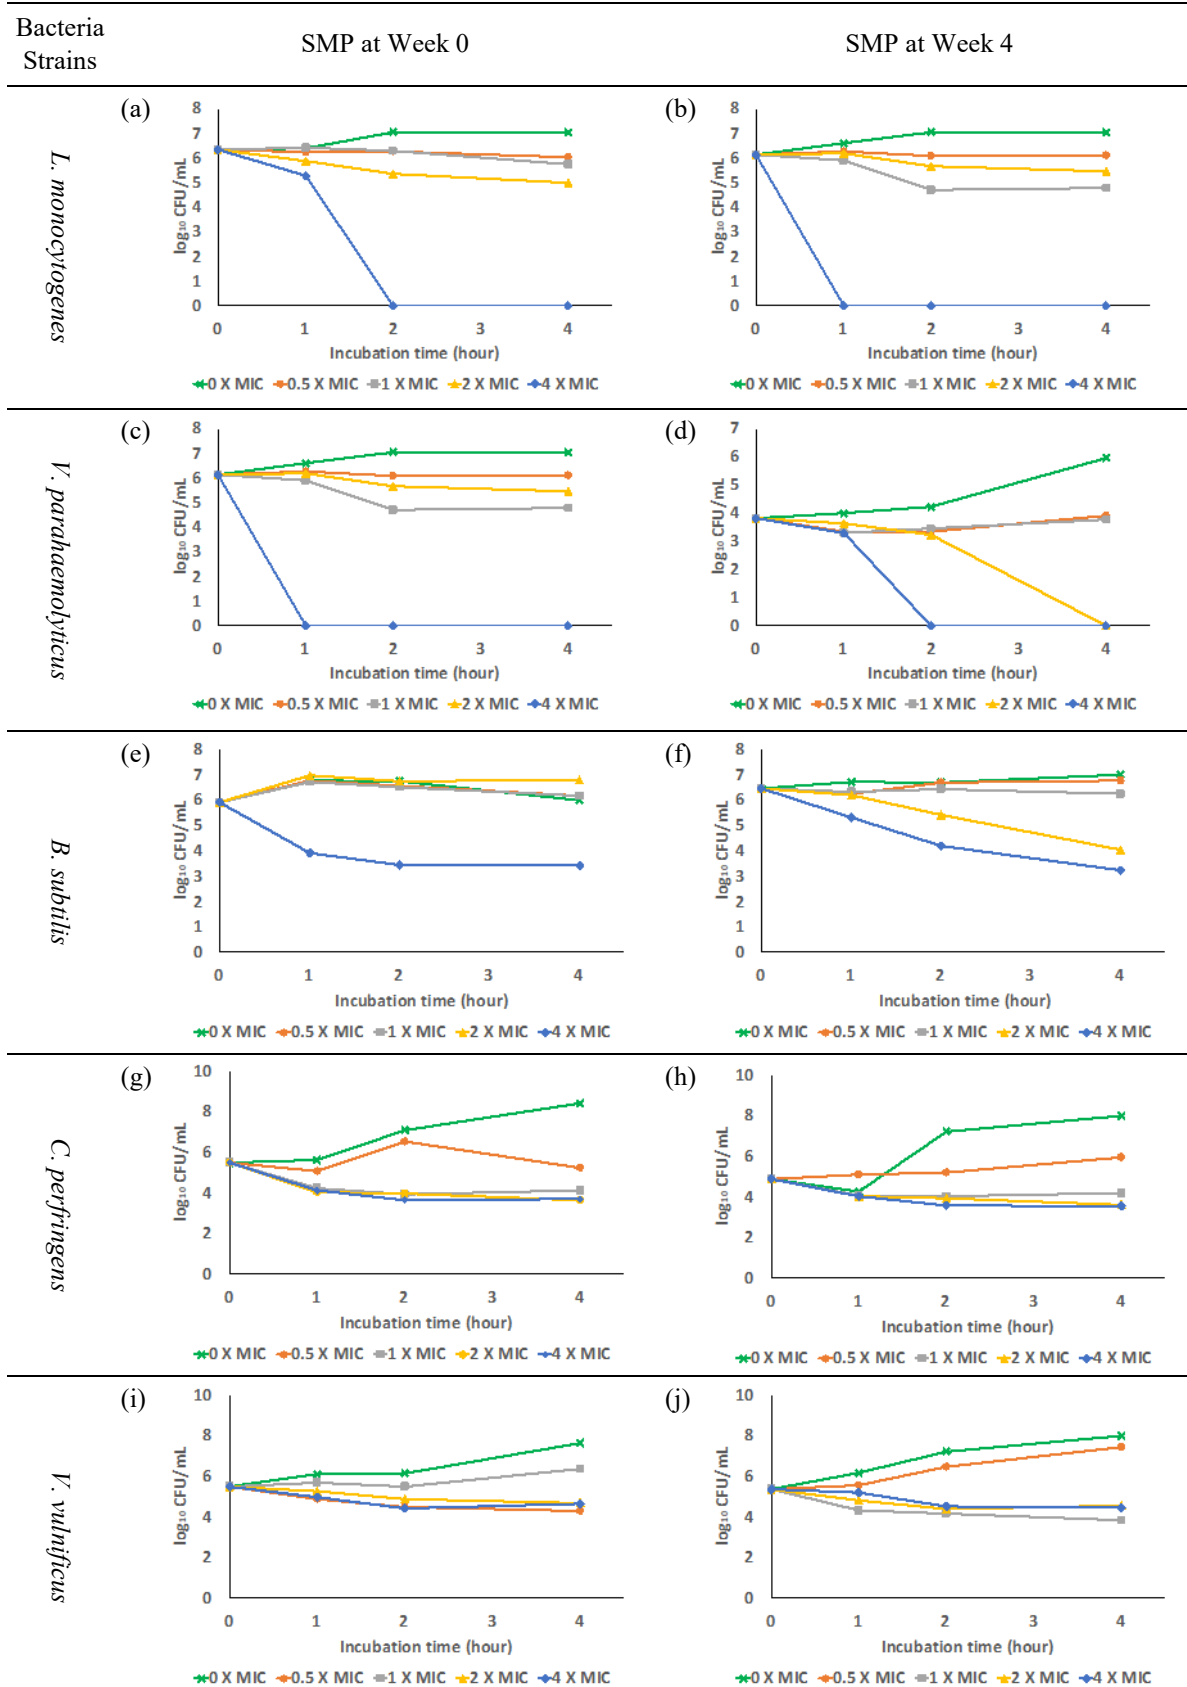 Bacteria
Strains
SMP at Week 0
SMP at Week 4
L. monocytogenes
(a)
8
7
6
5
4
3
2
1
0
log₁₀ CFU/mL
0 1 2 3 4
Incubation time (hour)
0 X MIC 0.5 X MIC 1 X MIC 2 X MIC 4 X MIC
(b)
8
7
6
5
4
3
2
1
0
log₁₀ CFU/mL
0 1 2 3 4
Incubation time (hour)
0 X MIC 0.5 X MIC 1 X MIC 2 X MIC 4 X MIC
V. parahaemolyticus
(c)
8
7
6
5
4
3
2
1
0
log₁₀ CFU/mL
0 1 2 3 4
Incubation time (hour)
0 X MIC 0.5 X MIC 1 X MIC 2 X MIC 4 X MIC
(d)
7
6
5
4
3
2
1
0
log₁₀ CFU/mL
0 1 2 3 4
Incubation time (hour)
0 X MIC 0.5 X MIC 1 X MIC 2 X MIC 4 X MIC
B. subtilis
(e)
8
7
6
5
4
3
2
1
0
log₁₀ CFU/mL
0 1 2 3 4
Incubation time (hour)
0 X MIC 0.5 X MIC 1 X MIC 2 X MIC 4 X MIC
(f)
8
7
6
5
4
3
2
1
0
log₁₀ CFU/mL
0 1 2 3 4
Incubation time (hour)
0 X MIC 0.5 X MIC 1 X MIC 2 X MIC 4 X MIC
C. perfringens
(g)
10
8
6
4
2
0
log₁₀ CFU/mL
0 1 2 3 4
Incubation time (hour)
0 X MIC 0.5 X MIC 1 X MIC 2 X MIC 4 X MIC
(h)
10
8
6
4
2
0
log₁₀ CFU/mL
0 1 2 3 4
Incubation time (hour)
0 X MIC 0.5 X MIC 1 X MIC 2 X MIC 4 X MIC
V. vulnificus
(i)
10
8
6
4
2
0
log₁₀ CFU/mL
0 1 2 3 4
Incubation time (hour)
0 X MIC 0.5 X MIC 1 X MIC 2 X MIC 4 X MIC
(j)
10
8
6
4
2
0
log₁₀ CFU/mL
0 1 2 3 4
Incubation time (hour)
0 X MIC 0.5 X MIC 1 X MIC 2 X MIC 4 X MIC